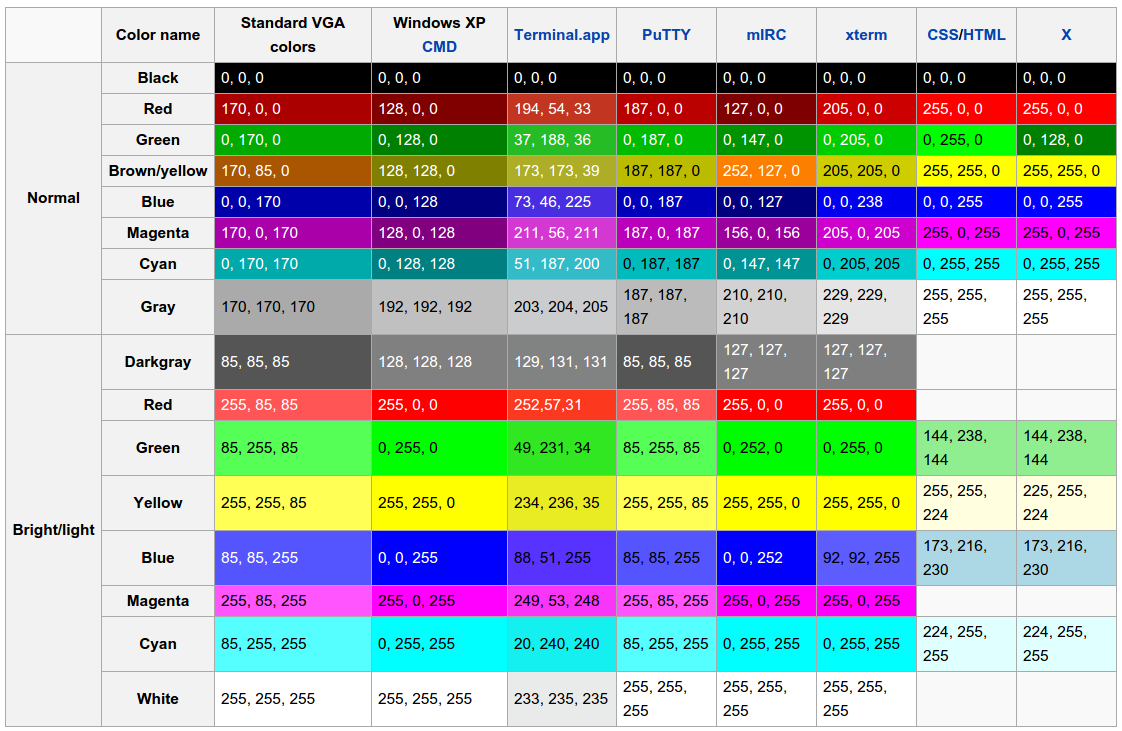 Color name Standard VGA colors Windows XP CMD Terminal.app PuTTY mIRC xterm CSS/HTML X
Normal
Black 0, 0, 0 0, 0, 0 0, 0, 0 0, 0, 0 0, 0, 0 0, 0, 0 0, 0, 0 0, 0, 0
Red 170, 0, 0 128, 0, 0 194, 54, 33 187, 0, 0 127, 0, 0 205, 0, 0 255, 0, 0 255, 0, 0
Green 0, 170, 0 0, 128, 0 37, 188, 36 0, 187, 0 0, 147, 0 0, 205, 0 0, 255, 0 0, 128, 0
Brown/yellow 170, 85, 0 128, 128, 0 173, 173, 39 187, 187, 0 252, 127, 0 205, 205, 0 255, 255, 0 255, 255, 0
Blue 0, 0, 170 0, 0, 128 73, 46, 225 0, 0, 187 0, 0, 127 0, 0, 238 0, 0, 255 0, 0, 255
Magenta 170, 0, 170 128, 0, 128 211, 56, 211 187, 0, 187 156, 0, 156 205, 0, 205 255, 0, 255 255, 0, 255
Cyan 0, 170, 170 0, 128, 128 51, 187, 200 0, 187, 187 0, 147, 147 0, 205, 205 0, 255, 255 0, 255, 255
Gray 170, 170, 170 192, 192, 192 203, 204, 205 187, 187, 187 210, 210, 210 229, 229, 229 255, 255, 255 255, 255, 255
Bright/light
Darkgray 85, 85, 85 128, 128, 128 129, 131, 131 85, 85, 85 127, 127, 127 127, 127, 127
Red 255, 85, 85 255, 0, 0 252,57,31 255, 85, 85 255, 0, 0 255, 0, 0
Green 85, 255, 85 0, 255, 0 49, 231, 34 85, 255, 85 0, 252, 0 0, 255, 0 144, 238, 144 144, 238, 144
Yellow 255, 255, 85 255, 255, 0 234, 236, 35 255, 255, 85 255, 255, 0 255, 255, 0 255, 255, 224 225, 255, 224
Blue 85, 85, 255 0, 0, 255 88, 51, 255 85, 85, 255 0, 0, 252 92, 92, 255 173, 216, 230 173, 216, 230
Magenta 255, 85, 255 255, 0, 255 249, 53, 248 255, 85, 255 255, 0, 255 255, 0, 255
Cyan 85, 255, 255 0, 255, 255 20, 240, 240 85, 255, 255 0, 255, 255 0, 255, 255 224, 255, 255 224, 255, 255
White 255, 255, 255 255, 255, 255 233, 235, 235 255, 255, 255 255, 255, 255 255, 255, 255